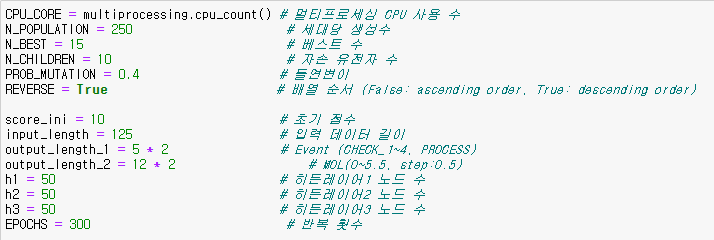 CPU_CORE = multiprocessing.cpu_count() # 멀티프로세싱 CPU 사용 수
N_POPULATION = 250 # 세대당 생성수
N_BEST = 15 # 베스트 수
N_CHILDREN = 10 # 자손 유전자 수
PROB_MUTATION = 0.4 # 돌연변이
REVERSE = True # 배열 순서 (False: ascending order, True: descending order)
score_ini = 10 # 초기 점수
input_length = 125 # 입력 데이터 길이
output_length_1 = 5 * 2 # Event (CHECK_1~4, PROCESS)
output_length_2 = 12 * 2 # MOL(0~5.5, step:0.5)
h1 = 50 # 히든레이어1 노드 수
h2 = 50 # 히든레이어2 노드 수
h3 = 50 # 히든레이어3 노드 수
EPOCHS = 300 # 반복 횟수